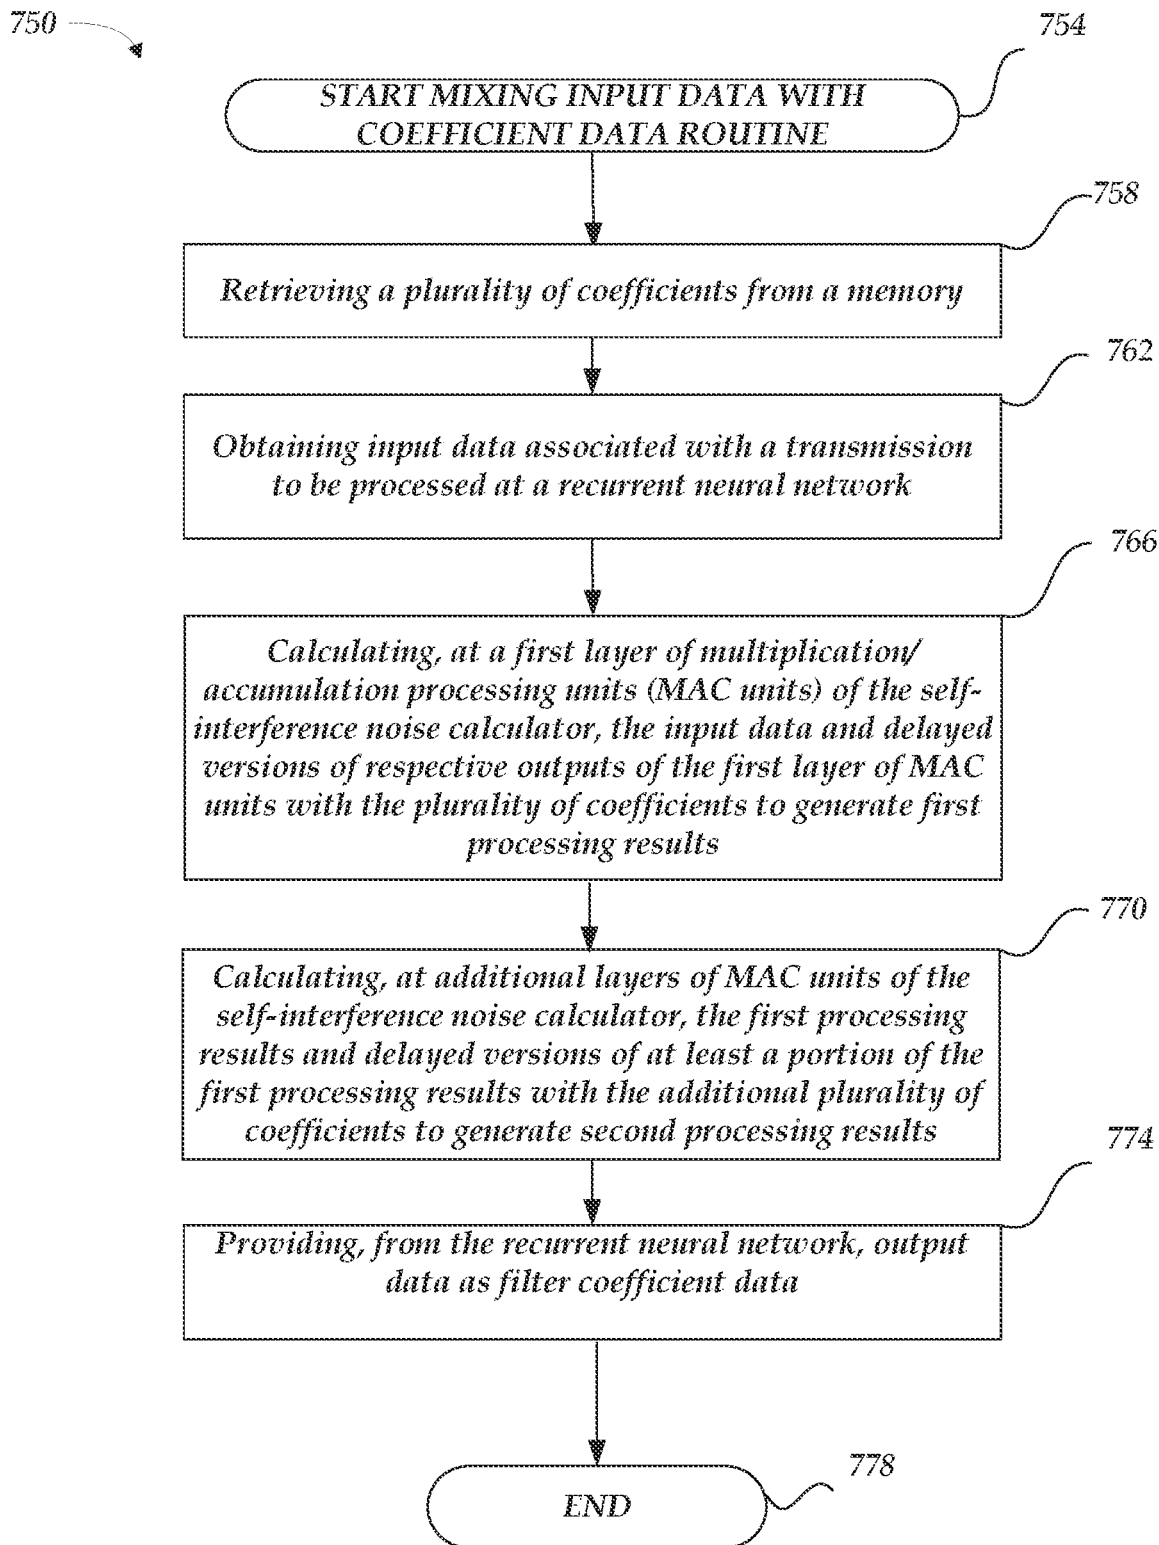 750
754
START MIXING INPUT DATA WITH
COEFFICIENT DATA ROUTINE
758
Retrieving a plurality of coefficients from a memory
762
Obtaining input data associated with a transmission
to be processed at a recurrent neural network
766
Calculating, at a first layer of multiplication/
accumulation processing units (MAC units) of the self-
interference noise calculator, the input data and delayed
versions of respective outputs of the first layer of MAC
units with the plurality of coefficients to generate first
processing results
770
Calculating, at additional layers of MAC units of the
self-interference noise calculator, the first processing
results and delayed versions of at least a portion of the
first processing results with the additional plurality of
coefficients to generate second processing results
774
Providing, from the recurrent neural network, output
data as filter coefficient data
778
END